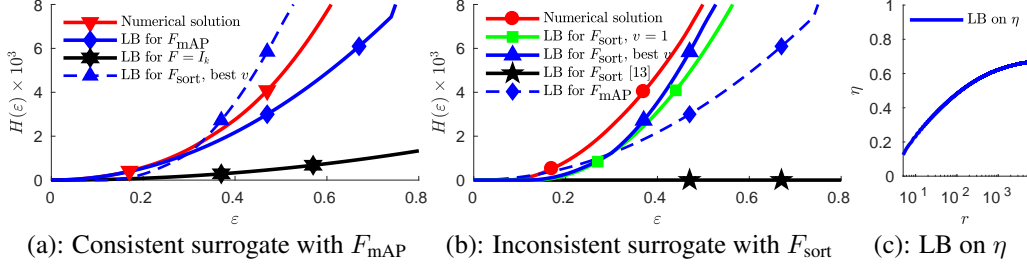 8
6
4
2
0
H(ε) × 10³
Numerical solution
LB for F_mAP
LB for F = I_k
LB for F_sort, best v
0 0.2 0.4 0.6 0.8
ε
(a): Consistent surrogate with F_mAP
8
6
4
2
0
H(ε) × 10³
Numerical solution
LB for F_sort, v = 1
LB for F_sort, best v
LB for F_sort [13]
LB for F_mAP
0 0.2 0.4 0.6 0.8
ε
(b): Inconsistent surrogate with F_sort
1
0.8
0.6
0.4
0.2
0
η
LB on η
10¹ 10² 10³
r
(c): LB on η